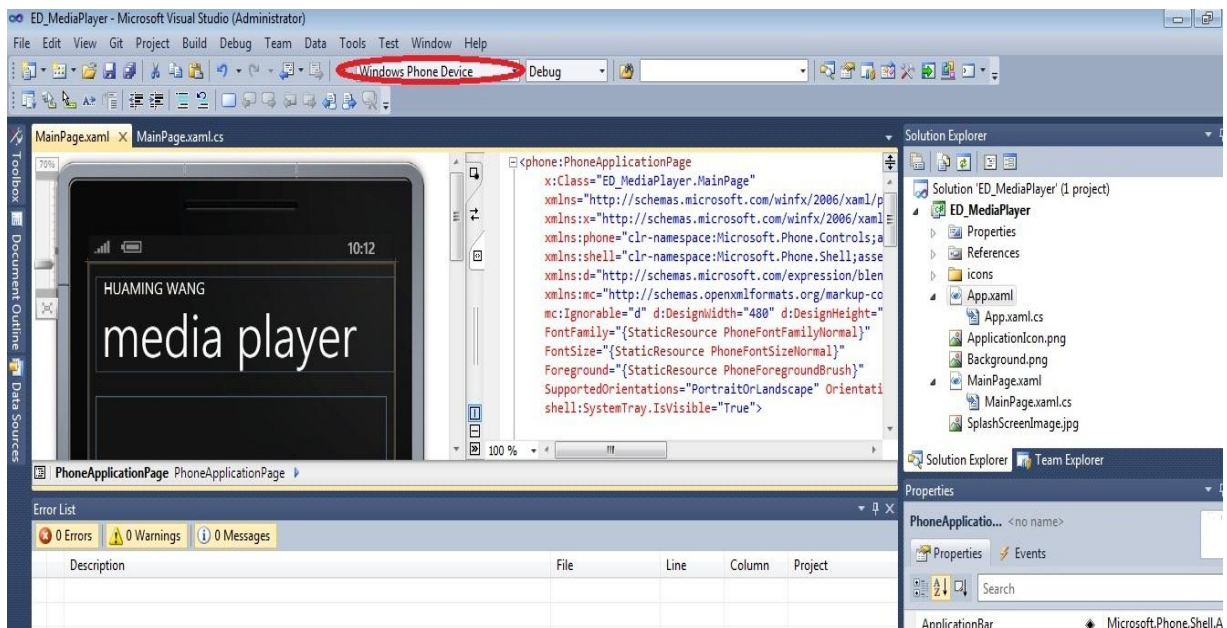 ED_MediaPlayer - Microsoft Visual Studio (Administrator)
File Edit View Git Project Build Debug Team Data Tools Test Window Help
Windows Phone Device Debug
MainPage.xaml X MainPage.xaml.cs
Toolbox
Document Outline
Data Sources
70%
10:12
HUAMING WANG
media player
<phone:PhoneApplicationPage
x:Class="ED_MediaPlayer.MainPage"
xmlns="http://schemas.microsoft.com/winfx/2006/xaml/p
xmlns:x="http://schemas.microsoft.com/winfx/2006/xaml
xmlns:phone="clr-namespace:Microsoft.Phone.Controls;a
xmlns:shell="clr-namespace:Microsoft.Phone.Shell;asse
xmlns:d="http://schemas.microsoft.com/expression/blen
xmlns:mc="http://schemas.openxmlformats.org/markup-co
mc:Ignorable="d" d:DesignWidth="480" d:DesignHeight="
FontFamily="{StaticResource PhoneFontFamilyNormal}"
FontSize="{StaticResource PhoneFontSizeNormal}"
Foreground="{StaticResource PhoneForegroundBrush}"
SupportedOrientations="PortraitOrLandscape" Orientati
shell:SystemTray.IsVisible="True">
100 %
PhoneApplicationPage PhoneApplicationPage
Error List
0 Errors 0 Warnings 0 Messages
Description File Line Column Project
Solution Explorer
Solution 'ED_MediaPlayer' (1 project)
ED_MediaPlayer
Properties
References
icons
App.xaml
App.xaml.cs
ApplicationIcon.png
Background.png
MainPage.xaml
MainPage.xaml.cs
SplashScreenImage.jpg
Solution Explorer Team Explorer
Properties
PhoneApplicatio... <no name>
Properties Events
Search
ApplicationBar Microsoft.Phone.Shell.A